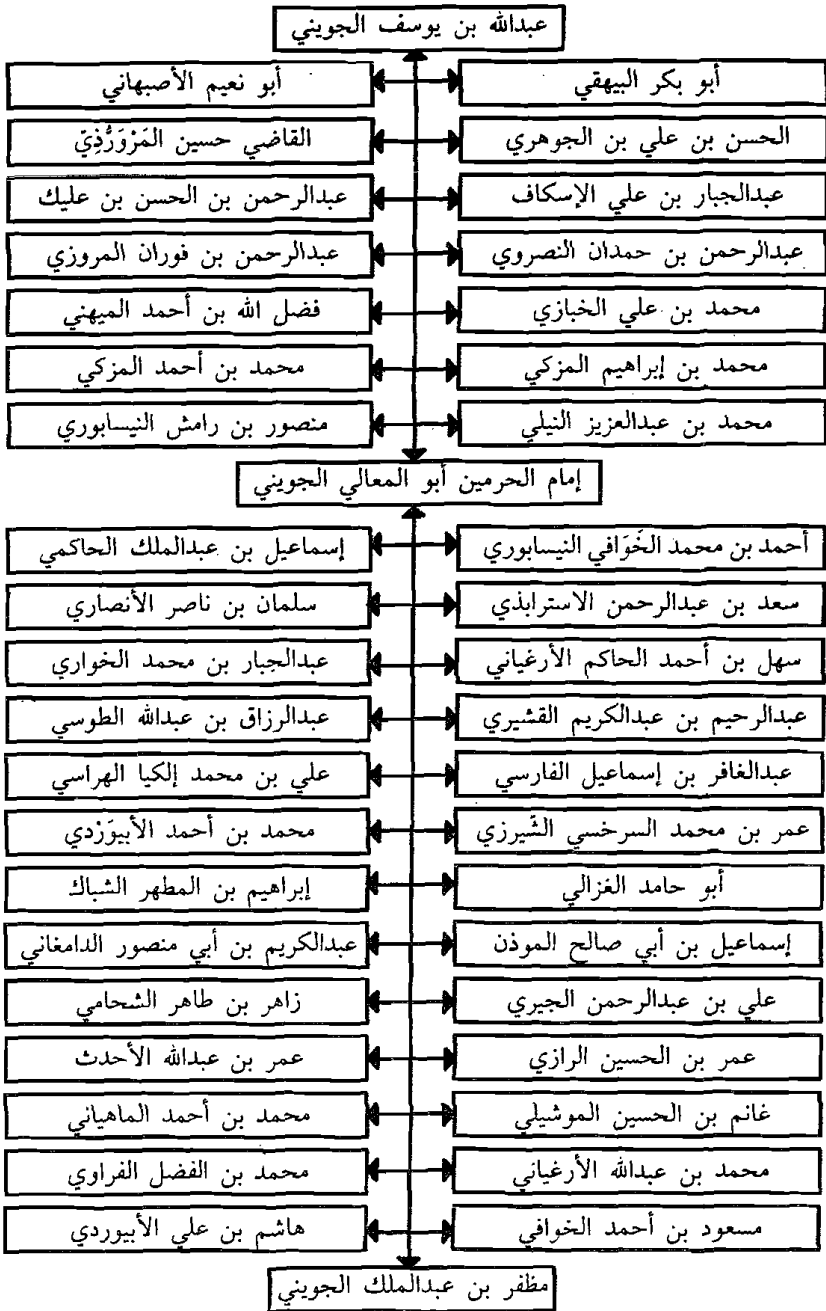 عبدالله بن يوسف الجويني
أبو بكر البيهقي
أبو نعيم الأصبهاني
الحسن بن علي بن الجوهري
القاضي حسين المَرْوَرُّذِيّ
عبدالجبار بن علي الإسكاف
عبدالرحمن بن الحسن بن عليك
عبدالرحمن بن حمدان النصروي
عبدالرحمن بن فوران المروزي
محمد بن علي الخبازي
فضل الله بن أحمد الميهني
محمد بن إبراهيم المزكي
محمد بن أحمد المزكي
محمد بن عبدالعزيز النيلي
منصور بن رامش النيسابوري
إمام الحرمين أبو المعالي الجويني
أحمد بن محمد الخَوَافي النيسابوري
إسماعيل بن عبدالملك الحاكمي
سعد بن عبدالرحمن الاسترابذي
سلمان بن ناصر الأنصاري
سهل بن أحمد الحاكم الأرغياني
عبدالجبار بن محمد الخواري
عبدالرحيم بن عبدالكريم القشيري
عبدالرزاق بن عبدالله الطوسي
عبدالغافر بن إسماعيل الفارسي
علي بن محمد إلكيا الهراسي
عمر بن محمد السرخسي الشِّيرزي
محمد بن أحمد الأبيوَرْدي
أبو حامد الغزالي
إبراهيم بن المطهر الشباك
إسماعيل بن أبي صالح الموذن
عبدالكريم بن أبي منصور الدامغاني
علي بن عبدالرحمن الجيري
زاهر بن طاهر الشحامي
عمر بن الحسين الرازي
عمر بن عبدالله الأحدث
غانم بن الحسين الموشيلي
محمد بن أحمد الماهياني
محمد بن عبدالله الأرغياني
محمد بن الفضل الفراوي
مسعود بن أحمد الخوافي
هاشم بن علي الأبيوردي
مظفر بن عبدالملك الجويني